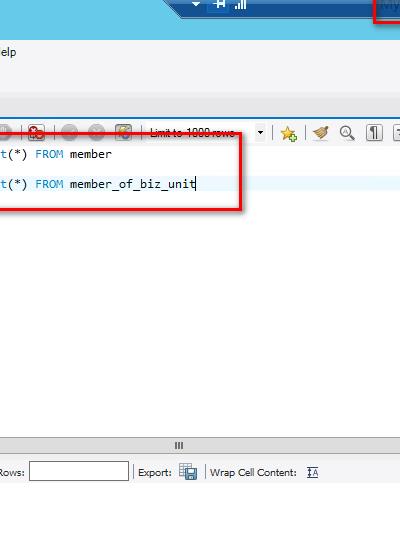 elp
Limit to 1000 rows
t(*) FROM member
t(*) FROM member_of_biz_unit
Rows:
Export:
Wrap Cell Content: